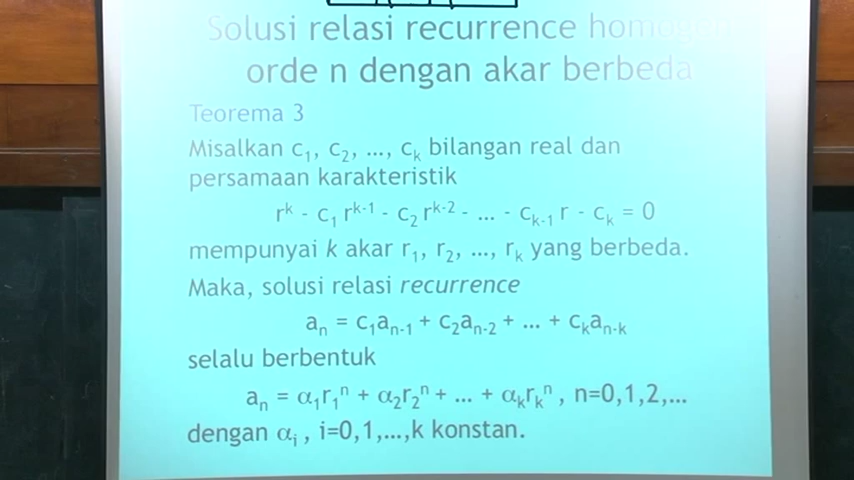 Solusi relasi recurrence homogen
orde n dengan akar berbeda
Teorema 3
Misalkan c₁, c₂, ..., cₖ bilangan real dan
persamaan karakteristik
rᵏ - c₁ rᵏ⁻¹ - c₂ rᵏ⁻² - ... - cₖ₋₁ r - cₖ = 0
mempunyai k akar r₁, r₂, ..., rₖ yang berbeda.
Maka, solusi relasi recurrence
aₙ = c₁aₙ₋₁ + c₂aₙ₋₂ + ... + cₖaₙ₋ₖ
selalu berbentuk
aₙ = α₁r₁ⁿ + α₂r₂ⁿ + ... + αₖrₖⁿ , n=0,1,2,...
dengan αᵢ , i=0,1,...,k konstan.